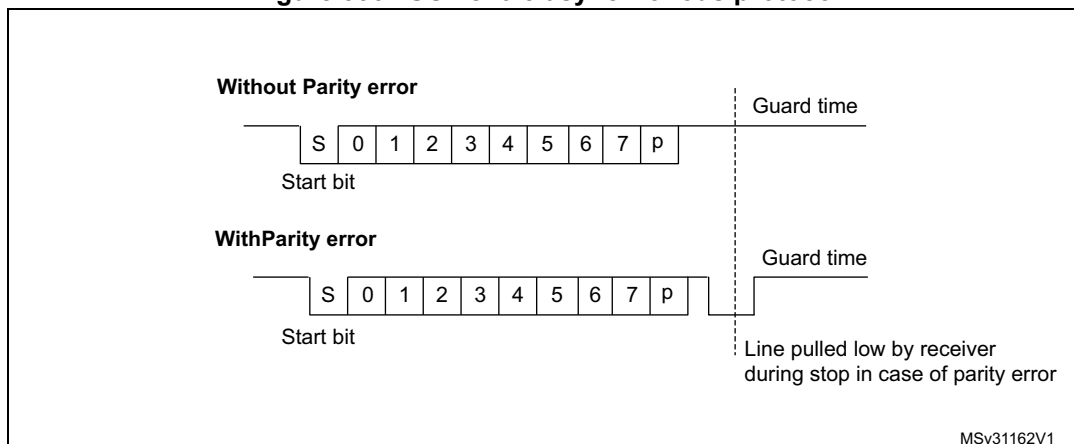 Without Parity error
Guard time
S 0 1 2 3 4 5 6 7 p
Start bit
WithParity error
Guard time
S 0 1 2 3 4 5 6 7 p
Start bit
Line pulled low by receiver
during stop in case of parity error
MSv31162V1